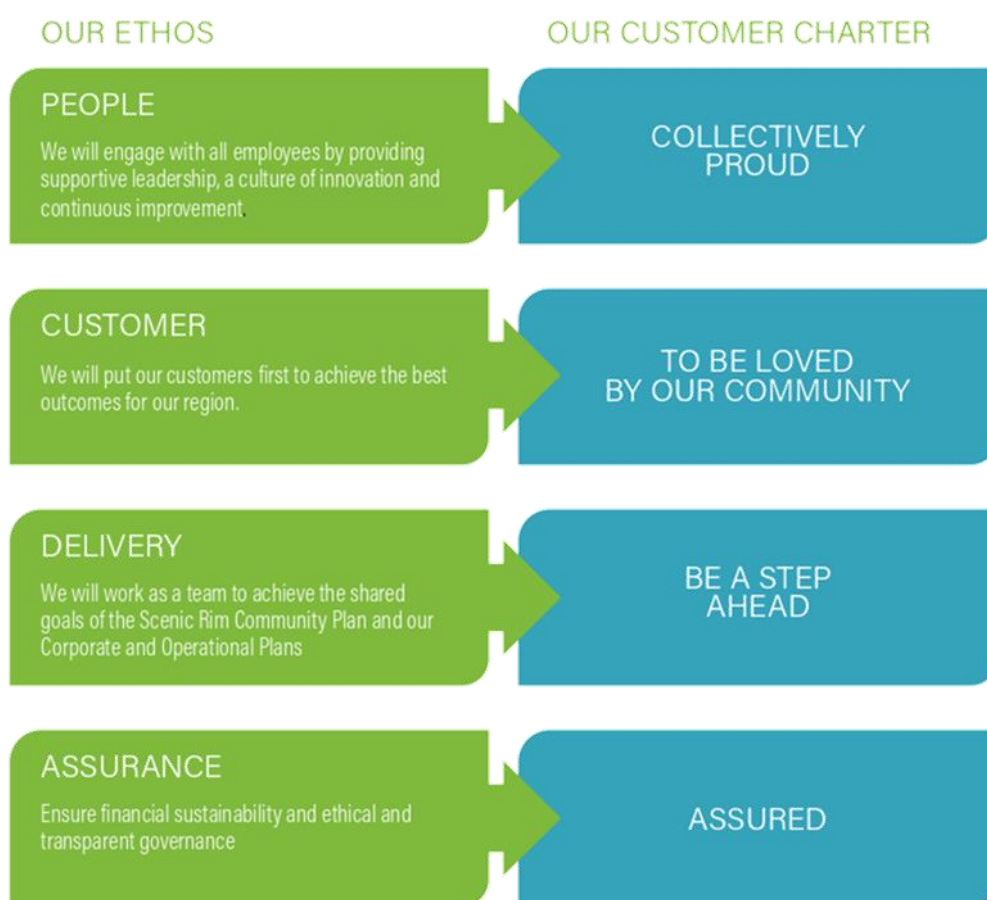 OUR ETHOS
OUR CUSTOMER CHARTER
PEOPLE
We will engage with all employees by providing
supportive leadership, a culture of innovation and
continuous improvement.
COLLECTIVELY
PROUD
CUSTOMER
We will put our customers first to achieve the best
outcomes for our region.
TO BE LOVED
BY OUR COMMUNITY
DELIVERY
We will work as a team to achieve the shared
goals of the Scenic Rim Community Plan and our
Corporate and Operational Plans
BE A STEP
AHEAD
ASSURANCE
Ensure financial sustainability and ethical and
transparent governance
ASSURED